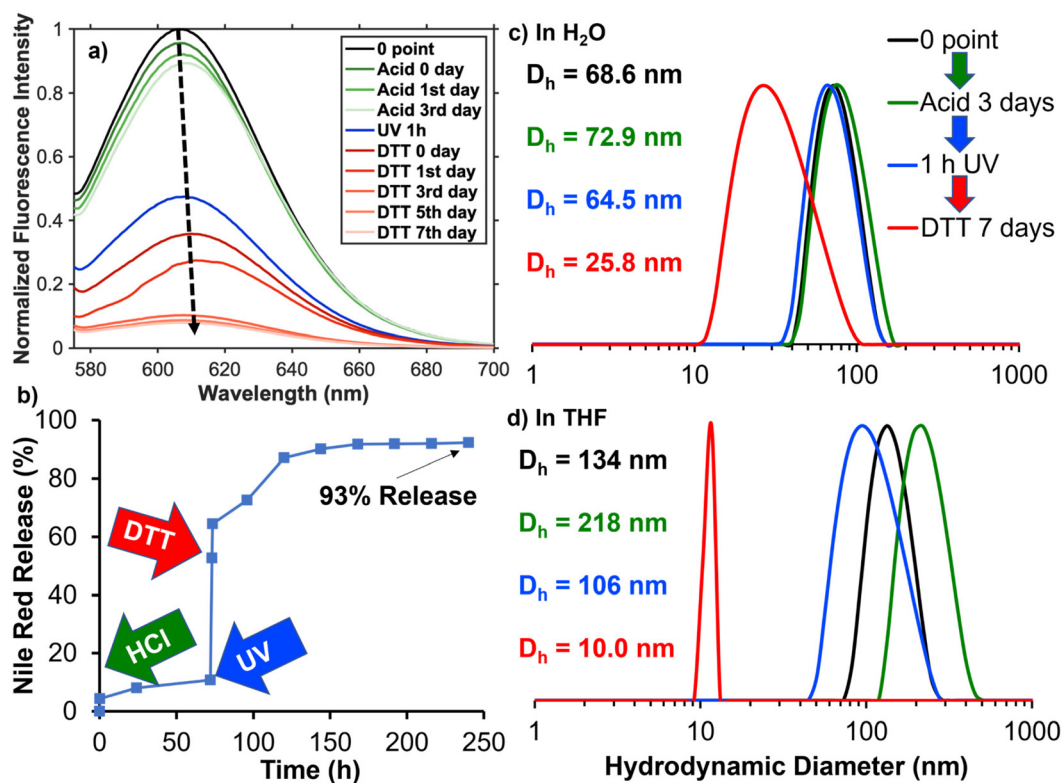 a)
Normalized Fluorescence Intensity
1
0.8
0.6
0.4
0.2
0
0 point
Acid 0 day
Acid 1st day
Acid 3rd day
UV 1h
DTT 0 day
DTT 1st day
DTT 3rd day
DTT 5th day
DTT 7th day
580 600 620 640 660 680 700
Wavelength (nm)
b)
Nile Red Release (%)
100
80
60
40
20
0
DTT
HCl
UV
93% Release
0 50 100 150 200 250
Time (h)
c) In H₂O
Dₕ = 68.6 nm
Dₕ = 72.9 nm
Dₕ = 64.5 nm
Dₕ = 25.8 nm
0 point
Acid 3 days
1 h UV
DTT 7 days
1 10 100 1000
d) In THF
Dₕ = 134 nm
Dₕ = 218 nm
Dₕ = 106 nm
Dₕ = 10.0 nm
1 10 100 1000
Hydrodynamic Diameter (nm)